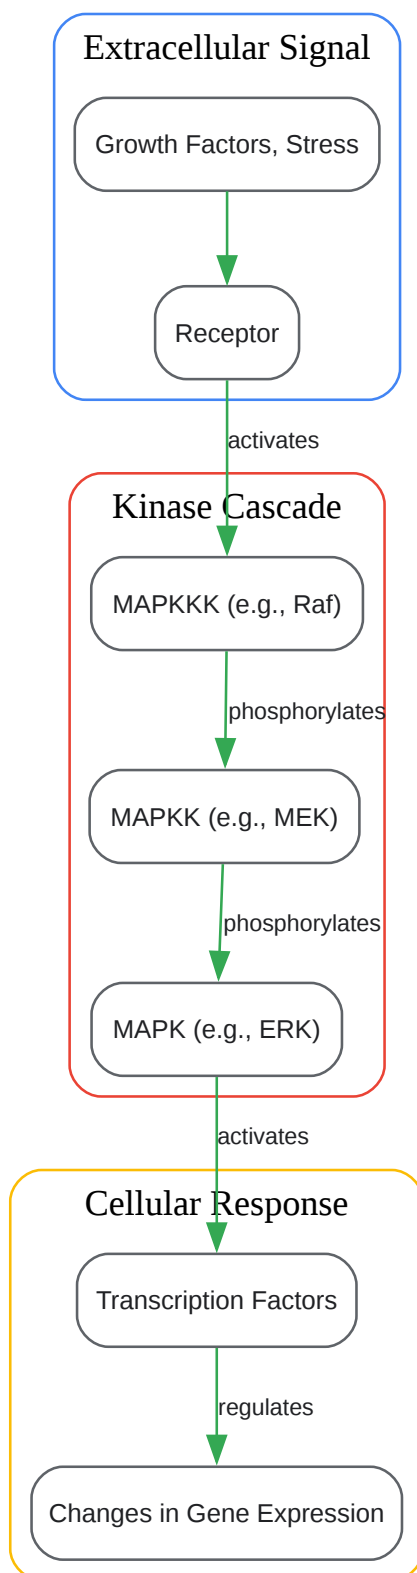 Extracellular Signal
Growth Factors, Stress
Receptor
activates
Kinase Cascade
MAPKKK (e.g., Raf)
phosphorylates
MAPKK (e.g., MEK)
phosphorylates
MAPK (e.g., ERK)
activates
Cellular Response
Transcription Factors
regulates
Changes in Gene Expression